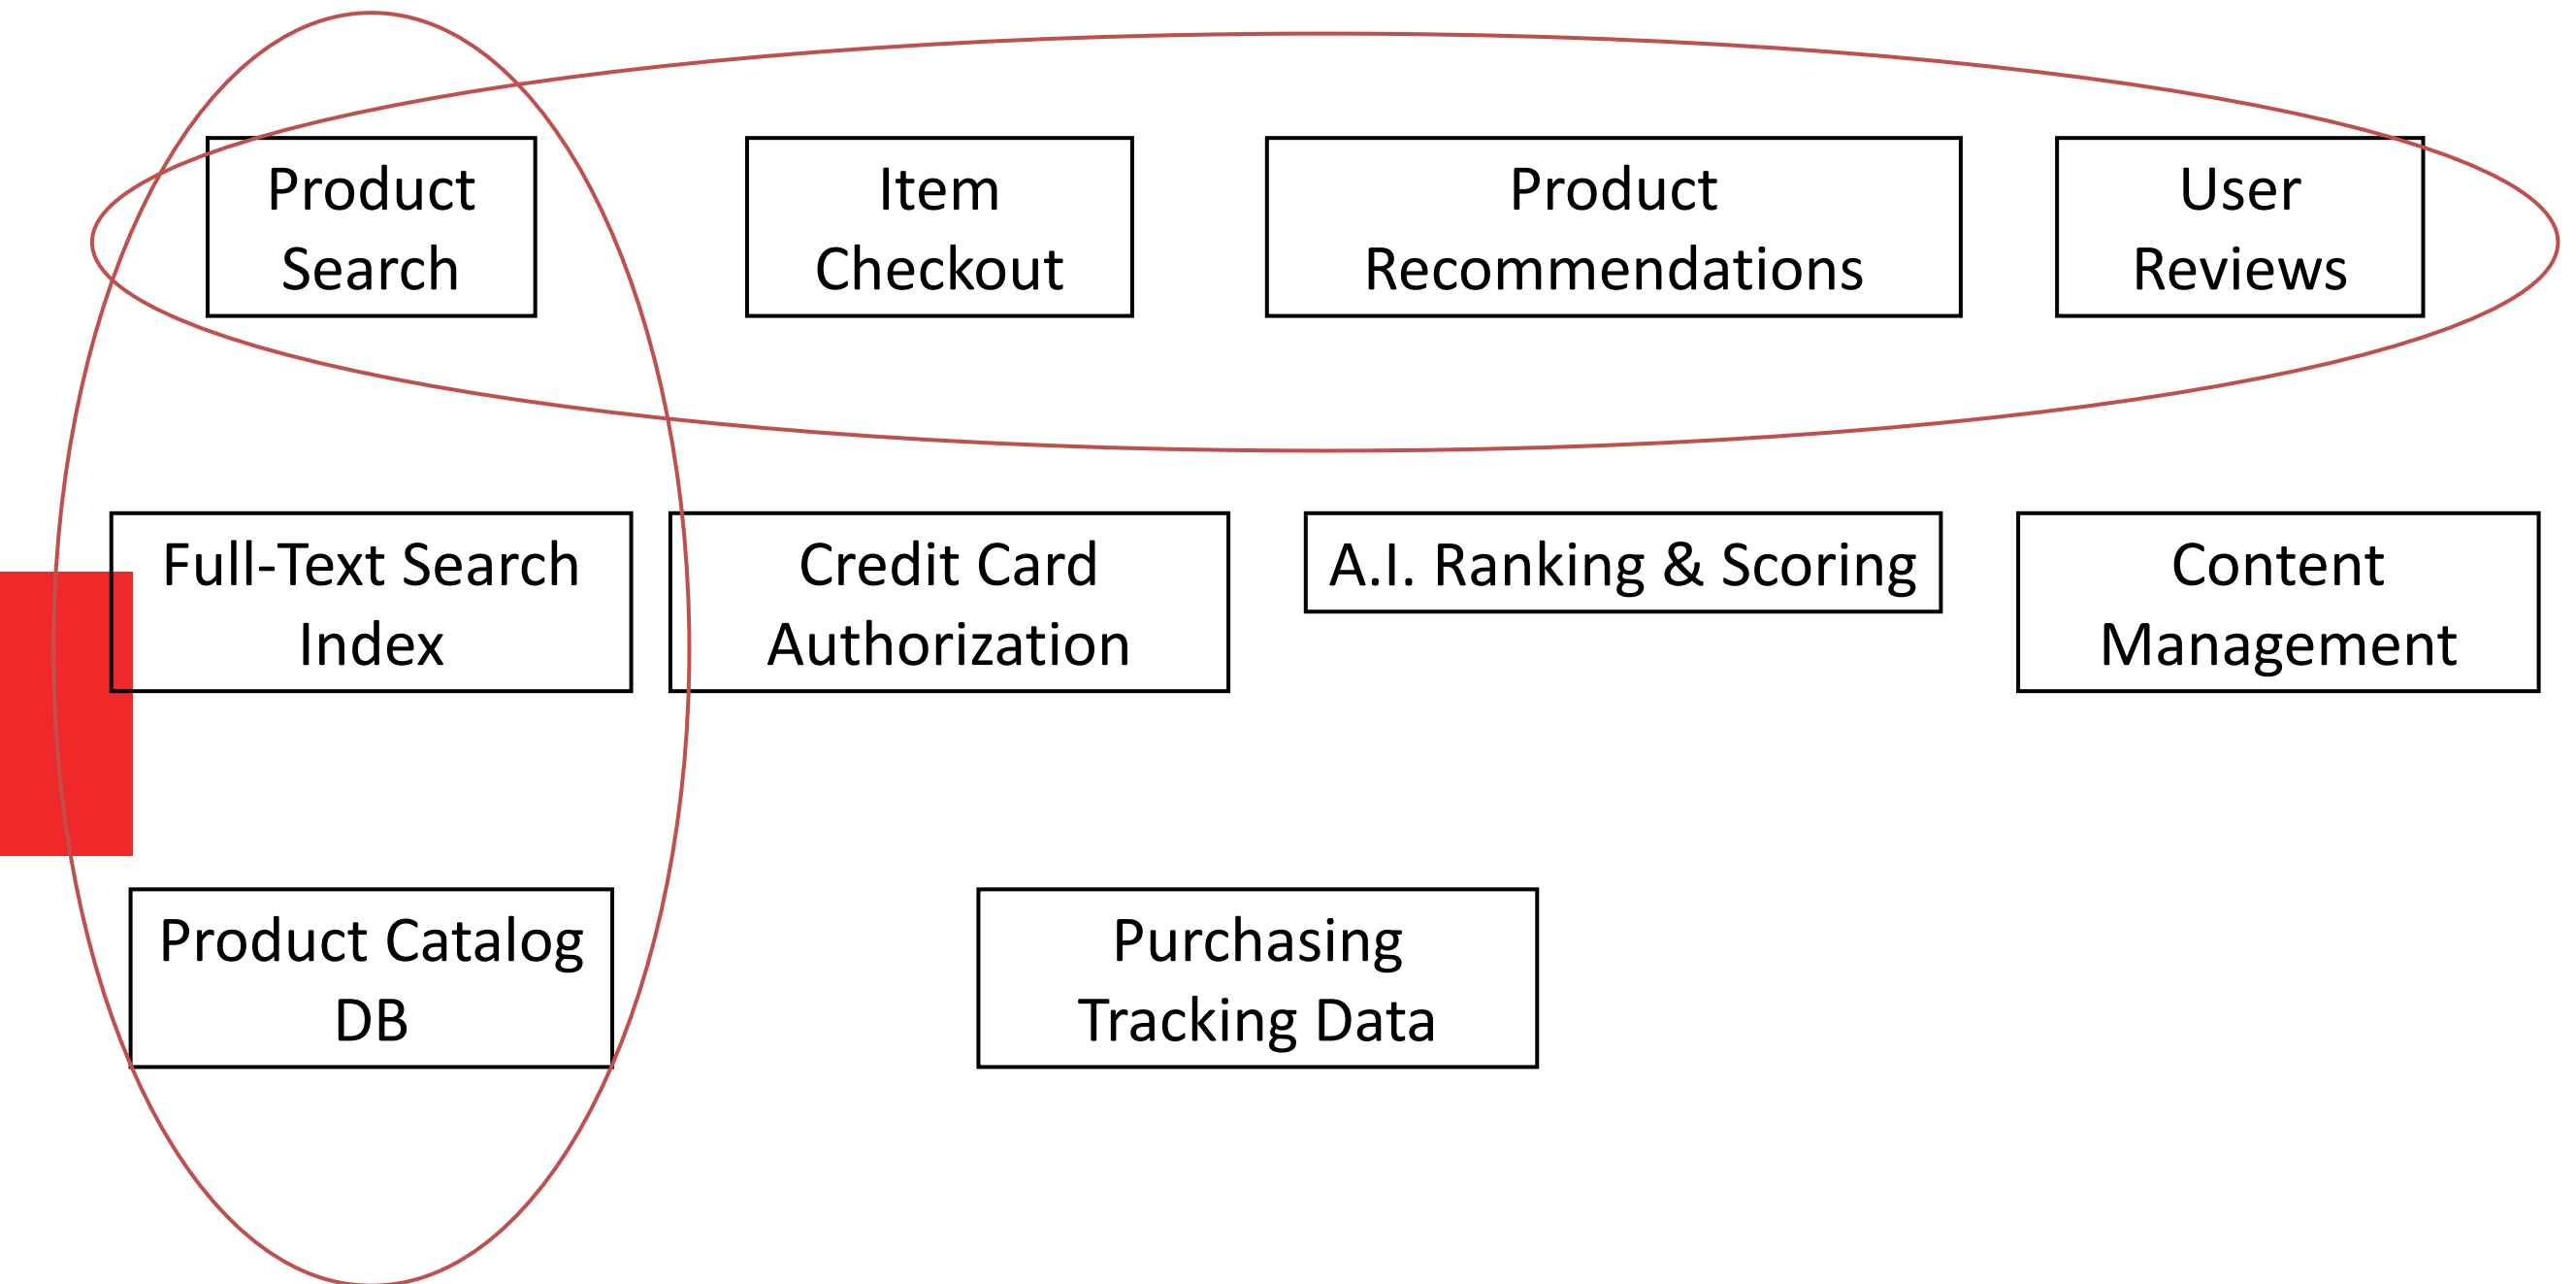 Product
Search
Item
Checkout
Product
Recommendations
User
Reviews
Full-Text Search
Index
Credit Card
Authorization
A.I. Ranking & Scoring
Content
Management
Product Catalog
DB
Purchasing
Tracking Data